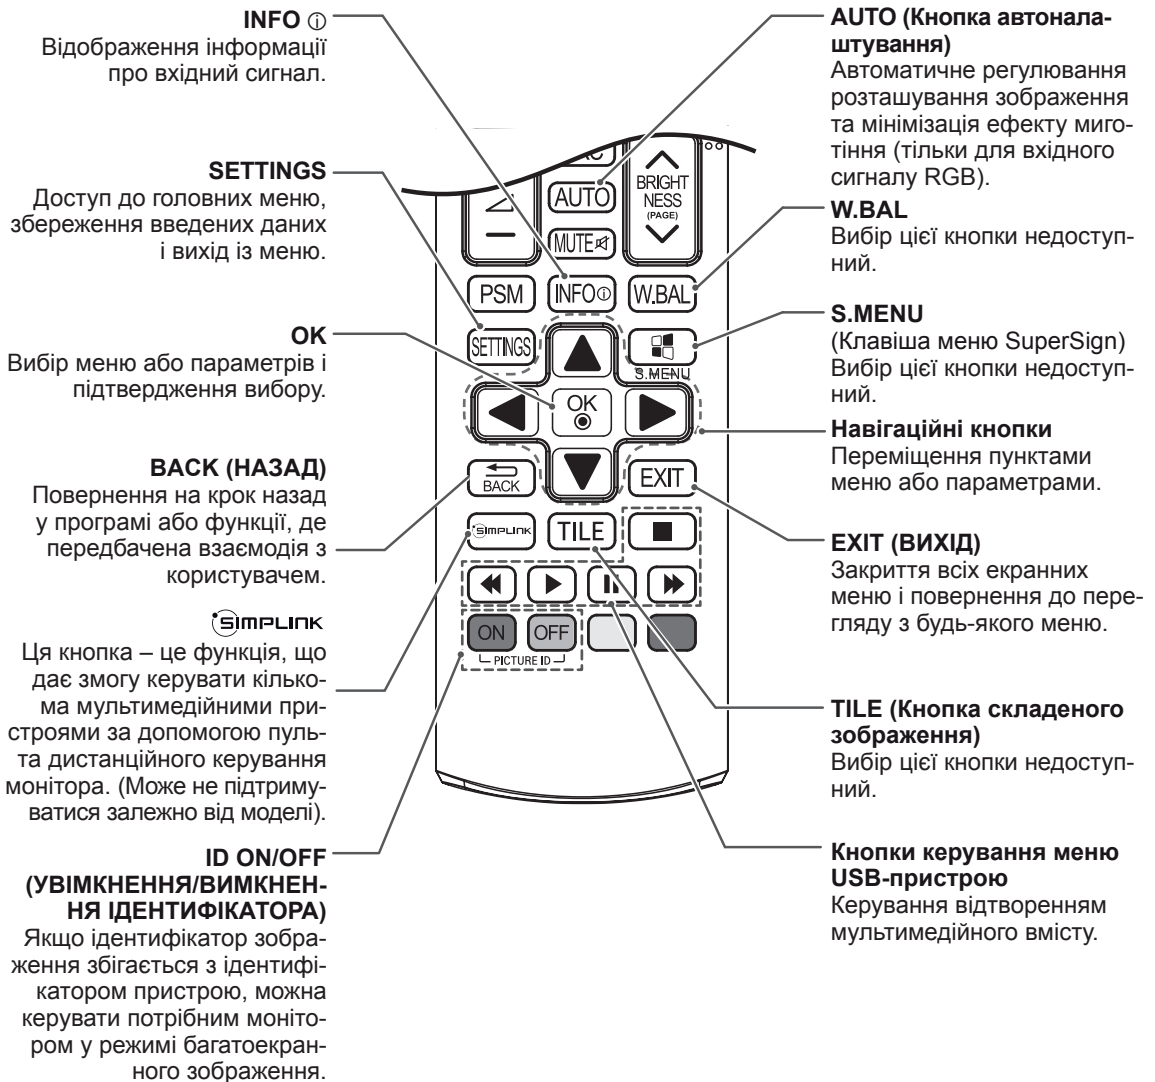 INFO ⓘ
Відображення інформації
про вхідний сигнал.
SETTINGS
Доступ до головних меню,
збереження введених даних
і вихід із меню.
OK
Вибір меню або параметрів і
підтвердження вибору.
BACK (НАЗАД)
Повернення на крок назад
у програмі або функції, де
передбачена взаємодія з
користувачем.
SIMPLINK
Ця кнопка – це функція, що
дає змогу керувати кілько-
ма мультимедійними при-
строями за допомогою пуль-
та дистанційного керування
монітора. (Може не підтриму-
ватися залежно від моделі).
ID ON/OFF
(УВІМКНЕННЯ/ВИМКНЕН-
НЯ ІДЕНТИФІКАТОРА)
Якщо ідентифікатор зобра-
ження збігається з ідентифі-
катором пристрою, можна
керувати потрібним моніто-
ром у режимі багатоекран-
ного зображення.
AUTO
BRIGHT
NESS
(PAGE)
MUTE
PSM
INFO ⓘ
W.BAL
SETTINGS
S.MENU
OK
BACK
EXIT
SIMPLINK
TILE
ON
OFF
PICTURE ID
AUTO (Кнопка автонала-
штування)
Автоматичне регулювання
розташування зображення
та мінімізація ефекту миго-
тіння (тільки для вхідного
сигналу RGB).
W.BAL
Вибір цієї кнопки недоступ-
ний.
S.MENU
(Клавіша меню SuperSign)
Вибір цієї кнопки недоступ-
ний.
Навігаційні кнопки
Переміщення пунктами
меню або параметрами.
EXIT (ВИХІД)
Закриття всіх екранних
меню і повернення до пере-
гляду з будь-якого меню.
TILE (Кнопка складеного
зображення)
Вибір цієї кнопки недоступ-
ний.
Кнопки керування меню
USB-пристрою
Керування відтворенням
мультимедійного вмісту.